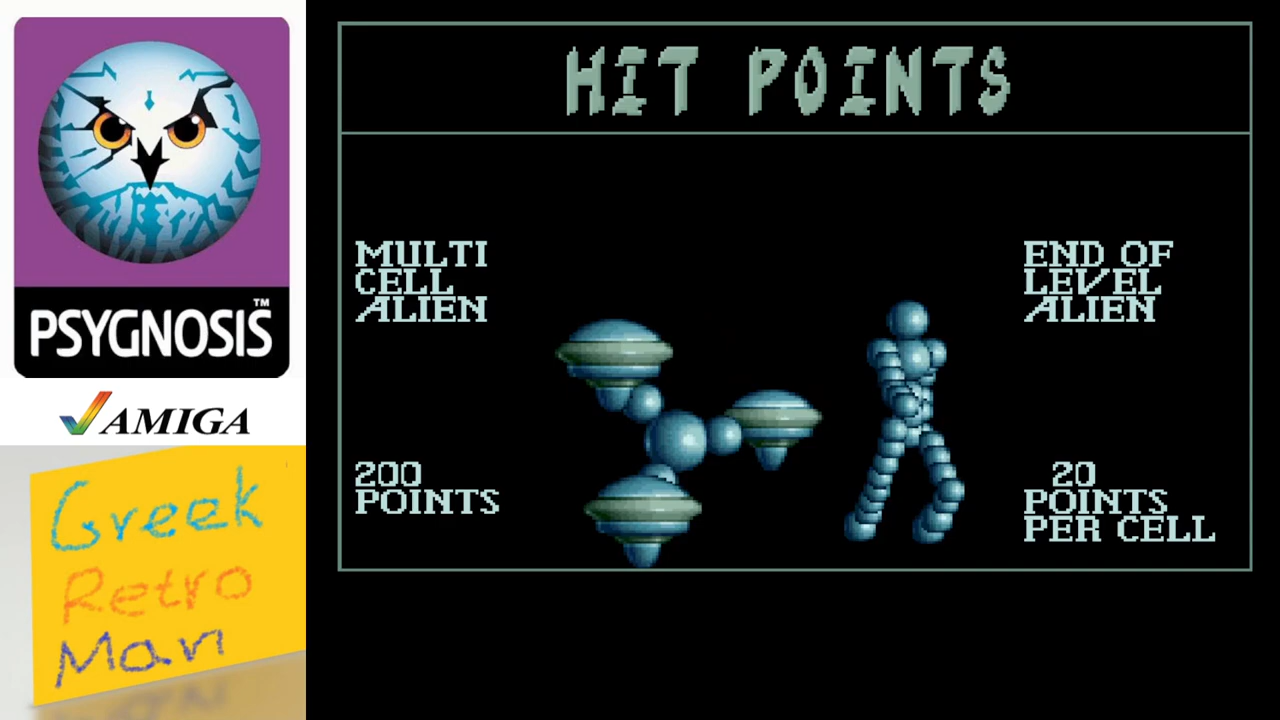 PSYGNOSIS™
AMIGA
Greek
Retro
Man
HIT POINTS
MULTI
CELL
ALIEN
200
POINTS
END OF
LEVEL
ALIEN
20
POINTS
PER CELL